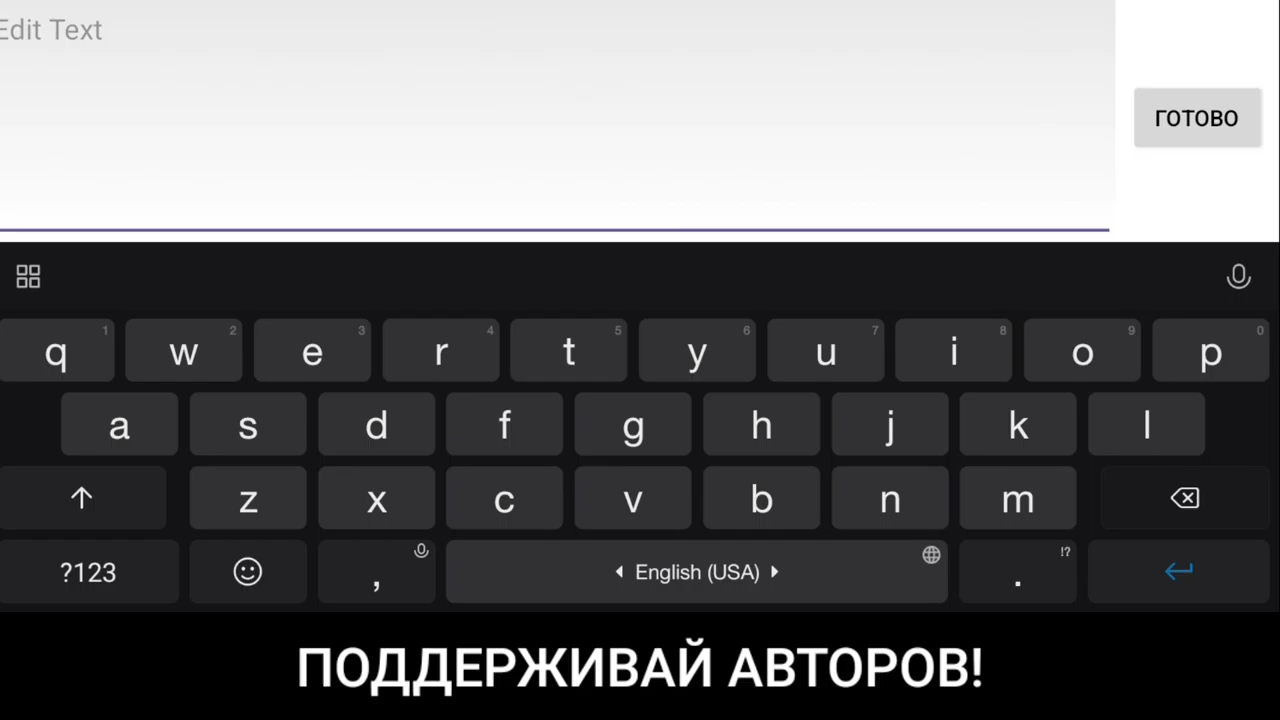 Edit Text
ГОТОВО
q 1 w 2 e 3 r 4 t 5 y 6 u 7 i 8 o 9 p 0
a s d f g h j k l
z x c v b n m
?123 , English (USA) . !?
ПОДДЕРЖИВАЙ АВТОРОВ!